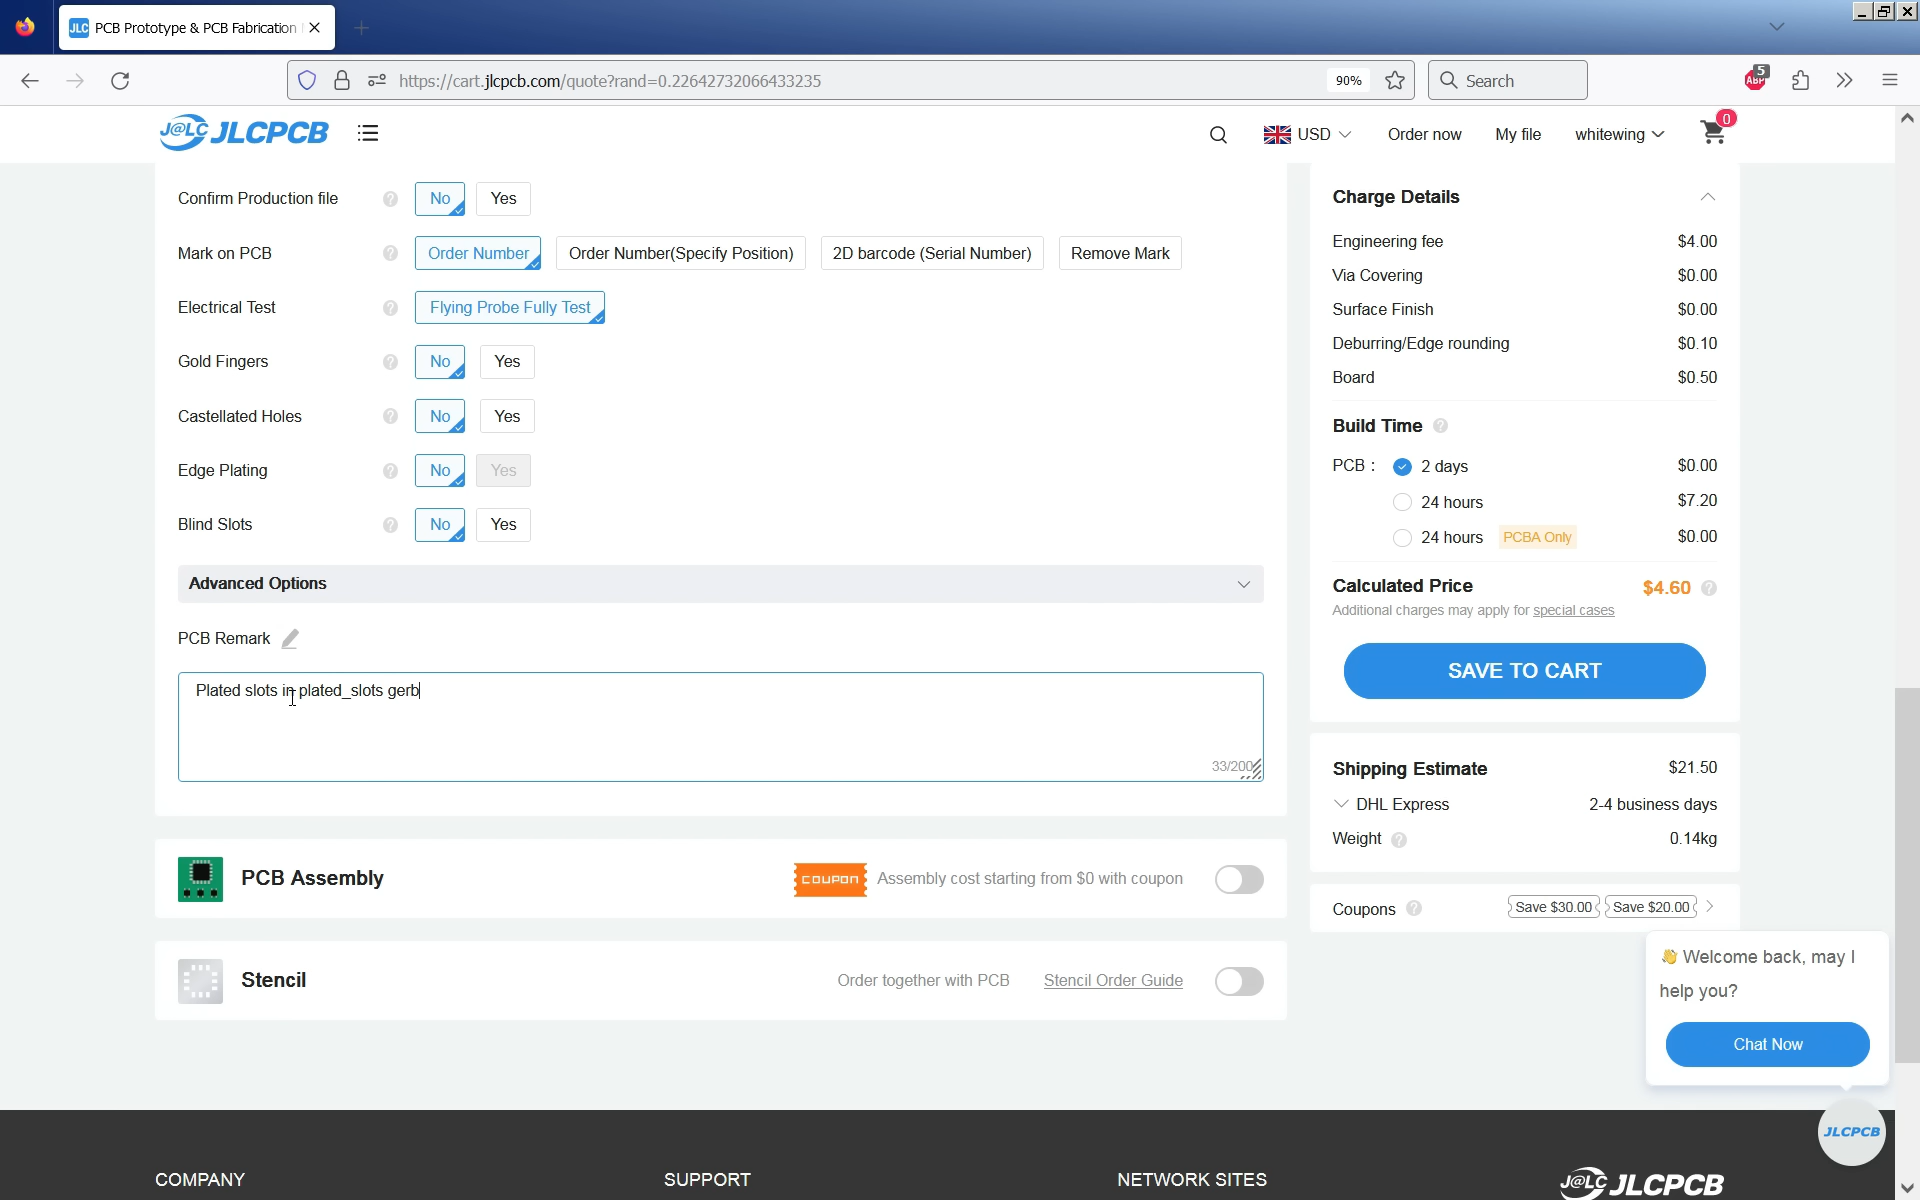 JLC PCB Prototype & PCB Fabrication
https://cart.jlcpcb.com/quote?rand=0.22642732066433235
90%
Search
5
ABP
J@LC JLCPCB
USD
Order now
My file
whitewing
0
Confirm Production file ? No Yes
Mark on PCB ? Order Number Order Number(Specify Position) 2D barcode (Serial Number) Remove Mark
Electrical Test ? Flying Probe Fully Test
Gold Fingers ? No Yes
Castellated Holes ? No Yes
Edge Plating ? No Yes
Blind Slots ? No Yes
Advanced Options
PCB Remark
Plated slots in plated_slots gerb
33/200
PCB Assembly
COUPON Assembly cost starting from $0 with coupon
Stencil
Order together with PCB Stencil Order Guide
Charge Details
Engineering fee $4.00
Via Covering $0.00
Surface Finish $0.00
Deburring/Edge rounding $0.10
Board $0.50
Build Time ?
PCB : 2 days $0.00
24 hours $7.20
24 hours PCBA Only $0.00
Calculated Price $4.60 ?
Additional charges may apply for special cases
SAVE TO CART
Shipping Estimate $21.50
DHL Express 2-4 business days
Weight ? 0.14kg
Coupons ? Save $30.00 Save $20.00
👋 Welcome back, may I
help you?
Chat Now
JLCPCB
COMPANY
SUPPORT
NETWORK SITES
J@LC JLCPCB